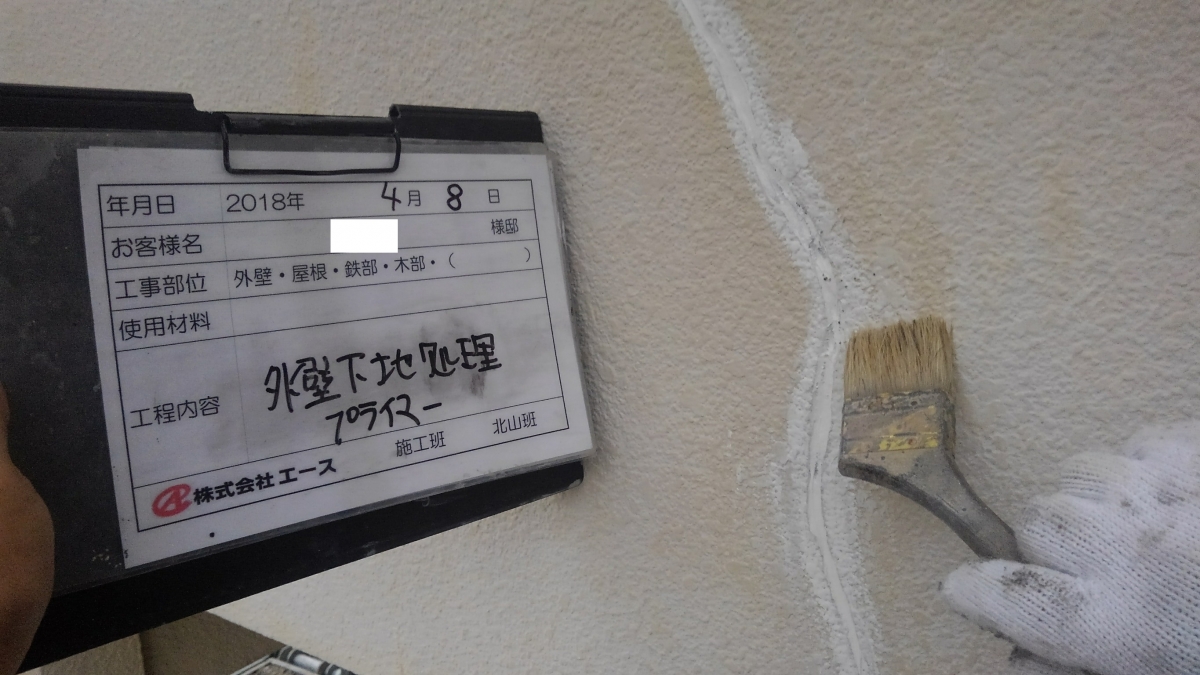 年月日 2018年 4月 8 日
お客様名 様邸
工事部位 外壁・屋根・鉄部・木部・( )
使用材料
工程内容 外壁下地処理
プライマー
施工班 北山班
株式会社エース